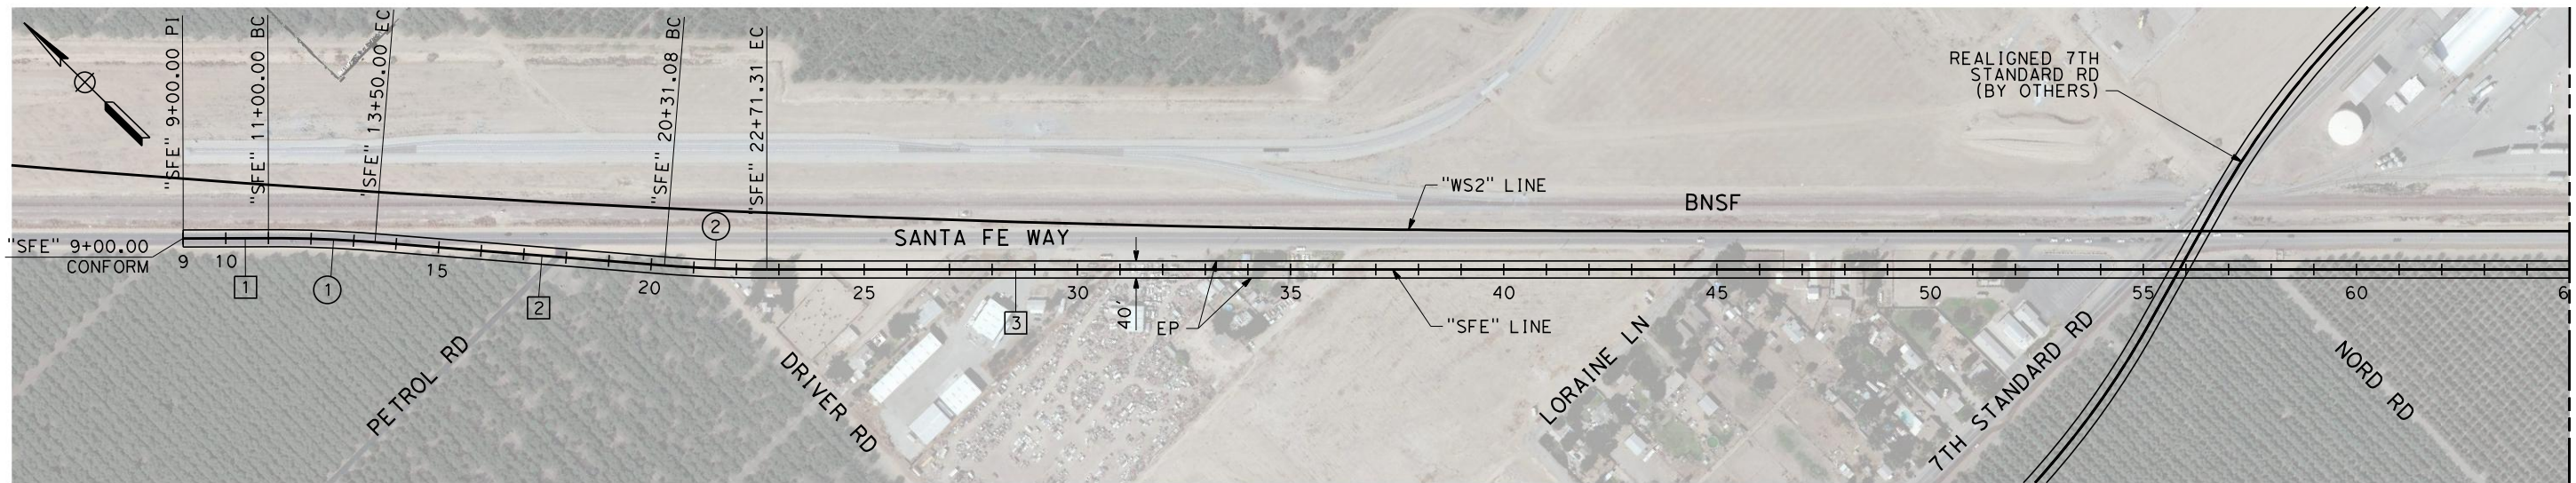 "SFE" 9+00.00 PI
"SFE" 11+00.00 BC
"SFE" 13+50.00 EC
"SFE" 20+31.08 BC
"SFE" 22+71.31 EC
REALIGNED 7TH
STANDARD RD
(BY OTHERS)
"WS2" LINE
BNSF
SANTA FE WAY
"SFE" 9+00.00
CONFORM
9
10
15
20
25
30
35
40
45
50
55
60
6
1
1
2
2
3
40'
EP
"SFE" LINE
PETROL RD
DRIVER RD
LORAINE LN
7TH STANDARD RD
NORD RD